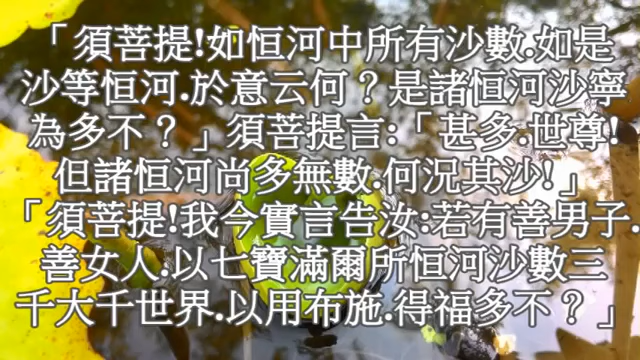 「須菩提!如恒河中所有沙數.如是
沙等恒河.於意云何？是諸恒河沙寧
為多不？」須菩提言:「甚多.世尊!
但諸恒河尚多無數.何況其沙!」
「須菩提!我今實言告汝:若有善男子.
善女人.以七寶滿爾所恒河沙數三
千大千世界.以用布施.得福多不？」